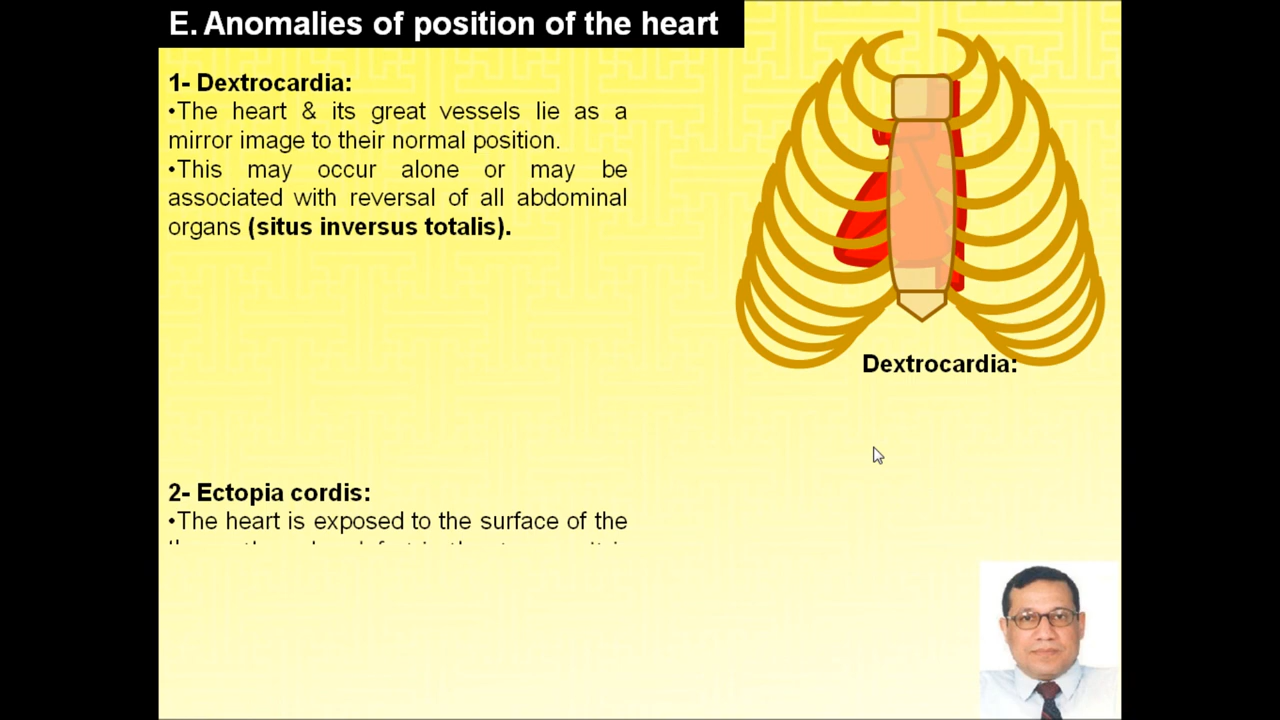 E. Anomalies of position of the heart
1- Dextrocardia:
•The heart & its great vessels lie as a
mirror image to their normal position.
•This may occur alone or may be
associated with reversal of all abdominal
organs (situs inversus totalis).
Dextrocardia:
2- Ectopia cordis:
•The heart is exposed to the surface of the